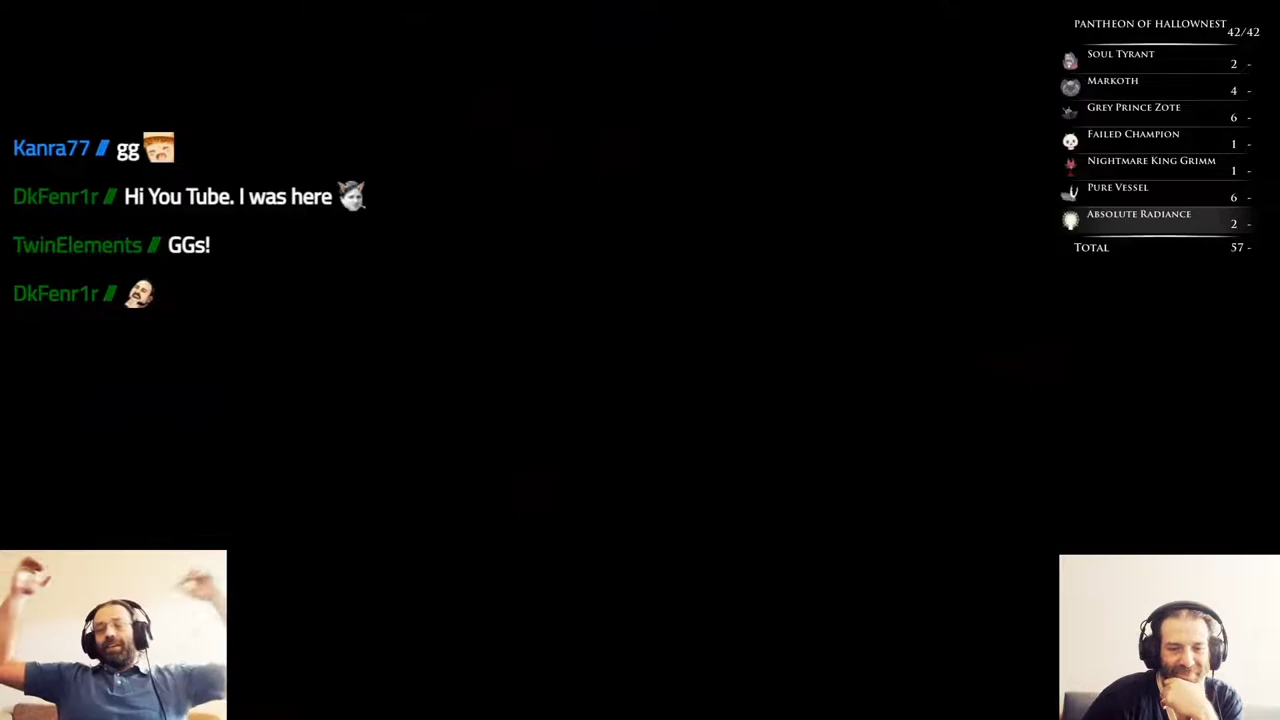 PANTHEON OF HALLOWNEST 42/42
SOUL TYRANT 2 -
MARKOTH 4 -
GREY PRINCE ZOTE 6 -
FAILED CHAMPION 1 -
NIGHTMARE KING GRIMM 1 -
PURE VESSEL 6 -
ABSOLUTE RADIANCE 2 -
TOTAL 57 -
Kanra77 /// gg
DkFenr1r /// Hi You Tube. I was here
TwinElements /// GGs!
DkFenr1r ///